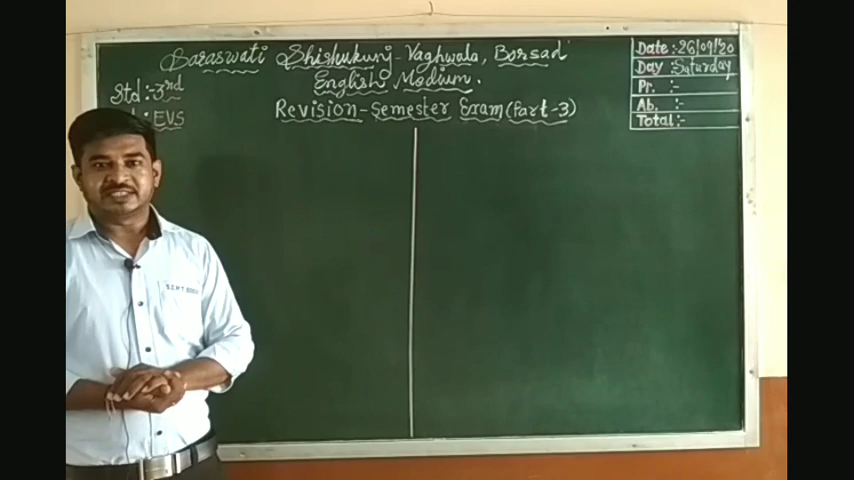 Saraswati Shishukunj - Vaghwala, Borsad
English Medium.
Std :- 3rd
: EVS
Revision - Semester Exam (Part - 3)
Date :- 26/09/20
Day :- Saturday
Pr. :-
Ab. :-
Total :-